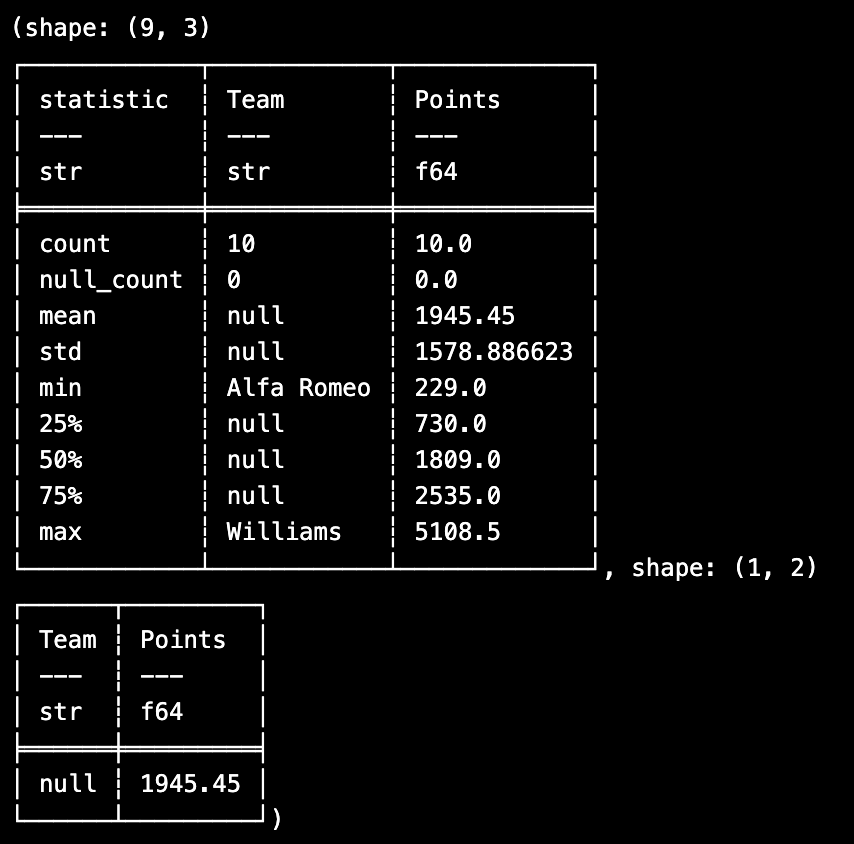 (shape: (9, 3)
statistic Team Points
--- --- ---
str str f64
count 10 10.0
null_count 0 0.0
mean null 1945.45
std null 1578.886623
min Alfa Romeo 229.0
25% null 730.0
50% null 1809.0
75% null 2535.0
max Williams 5108.5
, shape: (1, 2)
Team Points
--- ---
str f64
null 1945.45
)